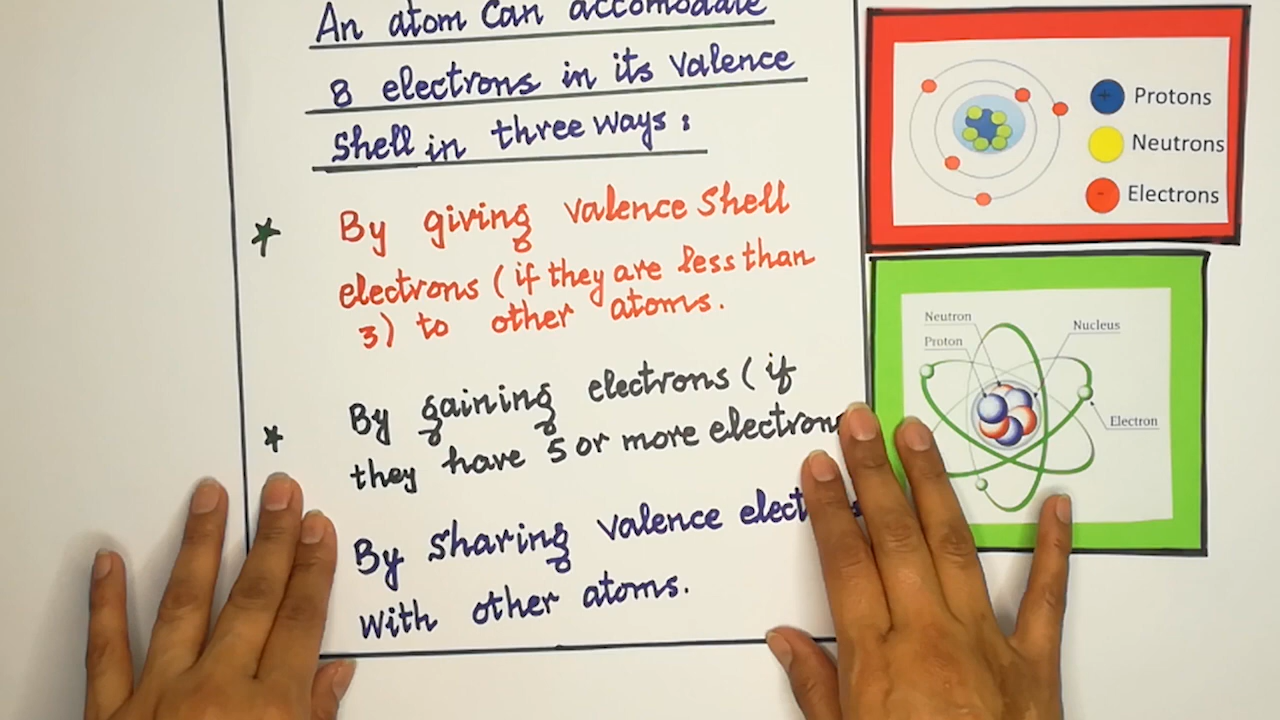 An atom can accomodate
8 electrons in its valence
Shell in three ways:
By giving valence Shell
electrons (if they are less than
3) to other atoms.
By gaining electrons (if
they have 5 or more electrons
By sharing valence
with other atoms.
+ Protons
Neutrons
- Electrons
Neutron
Proton
Nucleus
Electron